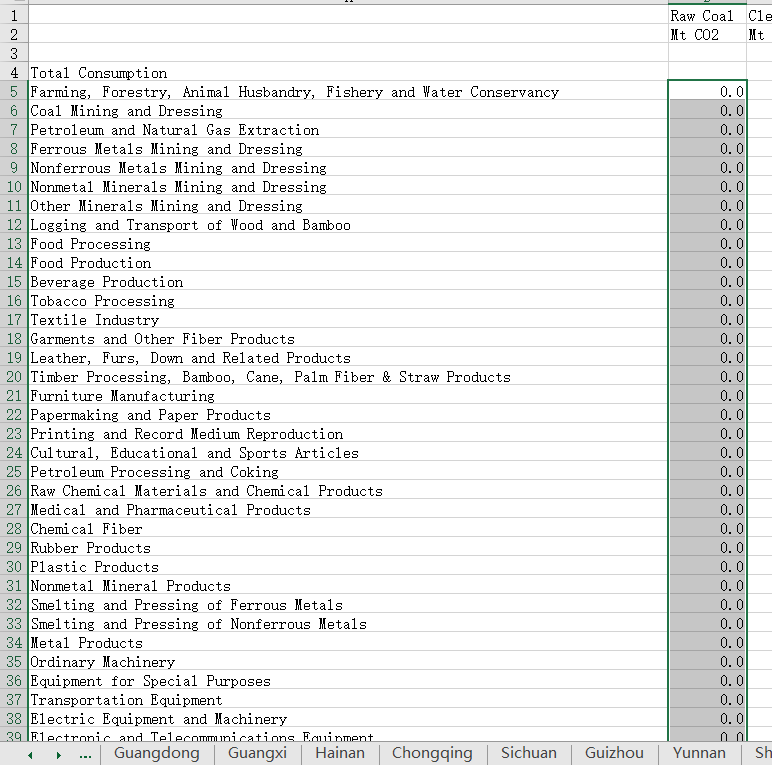 1 Raw Coal Cle
2 Mt CO2 Mt
3
4 Total Consumption
5 Farming, Forestry, Animal Husbandry, Fishery and Water Conservancy 0.0
6 Coal Mining and Dressing 0.0
7 Petroleum and Natural Gas Extraction 0.0
8 Ferrous Metals Mining and Dressing 0.0
9 Nonferrous Metals Mining and Dressing 0.0
10 Nonmetal Minerals Mining and Dressing 0.0
11 Other Minerals Mining and Dressing 0.0
12 Logging and Transport of Wood and Bamboo 0.0
13 Food Processing 0.0
14 Food Production 0.0
15 Beverage Production 0.0
16 Tobacco Processing 0.0
17 Textile Industry 0.0
18 Garments and Other Fiber Products 0.0
19 Leather, Furs, Down and Related Products 0.0
20 Timber Processing, Bamboo, Cane, Palm Fiber & Straw Products 0.0
21 Furniture Manufacturing 0.0
22 Papermaking and Paper Products 0.0
23 Printing and Record Medium Reproduction 0.0
24 Cultural, Educational and Sports Articles 0.0
25 Petroleum Processing and Coking 0.0
26 Raw Chemical Materials and Chemical Products 0.0
27 Medical and Pharmaceutical Products 0.0
28 Chemical Fiber 0.0
29 Rubber Products 0.0
30 Plastic Products 0.0
31 Nonmetal Mineral Products 0.0
32 Smelting and Pressing of Ferrous Metals 0.0
33 Smelting and Pressing of Nonferrous Metals 0.0
34 Metal Products 0.0
35 Ordinary Machinery 0.0
36 Equipment for Special Purposes 0.0
37 Transportation Equipment 0.0
38 Electric Equipment and Machinery 0.0
39 Electronic and Telecommunications Equipment 0.0
... Guangdong Guangxi Hainan Chongqing Sichuan Guizhou Yunnan Sh